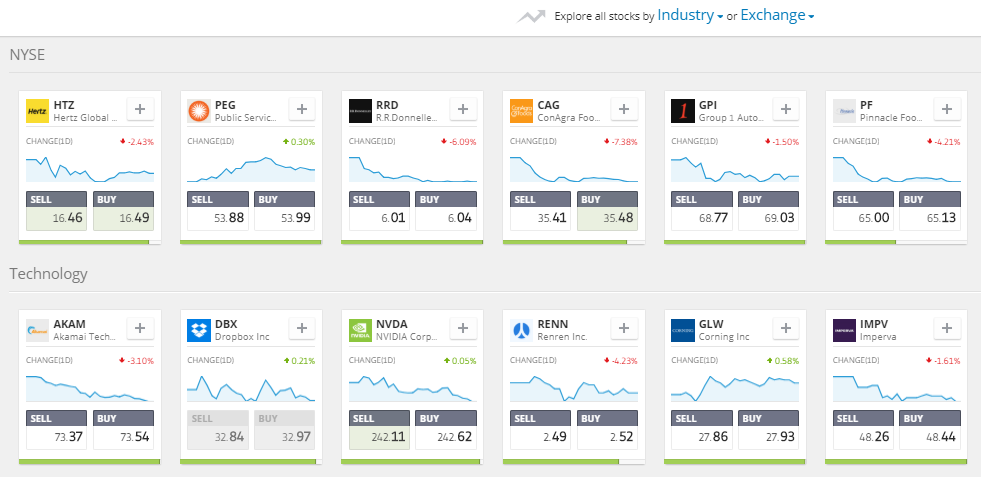 Explore all stocks by Industry or Exchange
NYSE
HTZ
Hertz Global ...
CHANGE(1D) -2.43%
SELL BUY
16.46 16.49
PEG
Public Servic...
CHANGE(1D) 0.30%
SELL BUY
53.88 53.99
RRD
R.R.Donnelle...
CHANGE(1D) -6.09%
SELL BUY
6.01 6.04
CAG
ConAgra Foo...
CHANGE(1D) -7.38%
SELL BUY
35.41 35.48
GPI
Group 1 Auto...
CHANGE(1D) -1.50%
SELL BUY
68.77 69.03
PF
Pinnacle Foo...
CHANGE(1D) -4.21%
SELL BUY
65.00 65.13
Technology
AKAM
Akamai Tech...
CHANGE(1D) -3.10%
SELL BUY
73.37 73.54
DBX
Dropbox Inc
CHANGE(1D) 0.21%
SELL BUY
32.84 32.97
NVDA
NVIDIA Corp...
CHANGE(1D) 0.05%
SELL BUY
242.11 242.62
RENN
Renren Inc.
CHANGE(1D) -4.23%
SELL BUY
2.49 2.52
GLW
Corning Inc
CHANGE(1D) 0.58%
SELL BUY
27.86 27.93
IMPV
Imperva
CHANGE(1D) -1.61%
SELL BUY
48.26 48.44